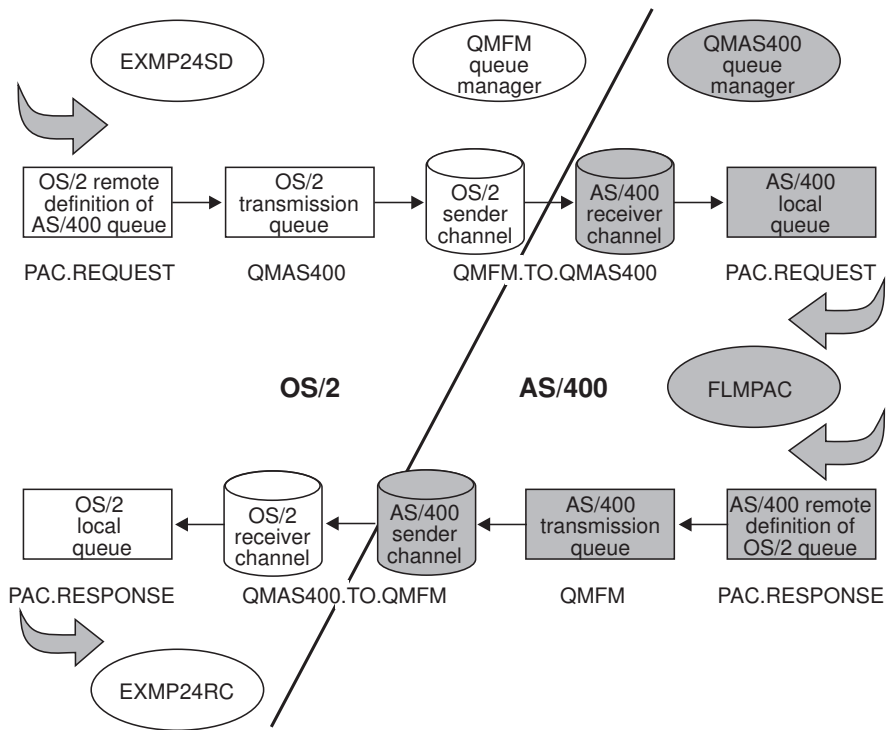 EXMP24SD
QMFM
queue
manager
QMAS400
queue
manager
OS/2 remote
definition of
AS/400 queue
OS/2
transmission
queue
OS/2
sender
channel
AS/400
receiver
channel
AS/400
local
queue
PAC.REQUEST
QMAS400
QMFM.TO.QMAS400
PAC.REQUEST
OS/2
AS/400
FLMPAC
OS/2
local
queue
OS/2
receiver
channel
AS/400
sender
channel
AS/400
transmission
queue
AS/400 remote
definition of
OS/2 queue
PAC.RESPONSE
QMAS400.TO.QMFM
QMFM
PAC.RESPONSE
EXMP24RC